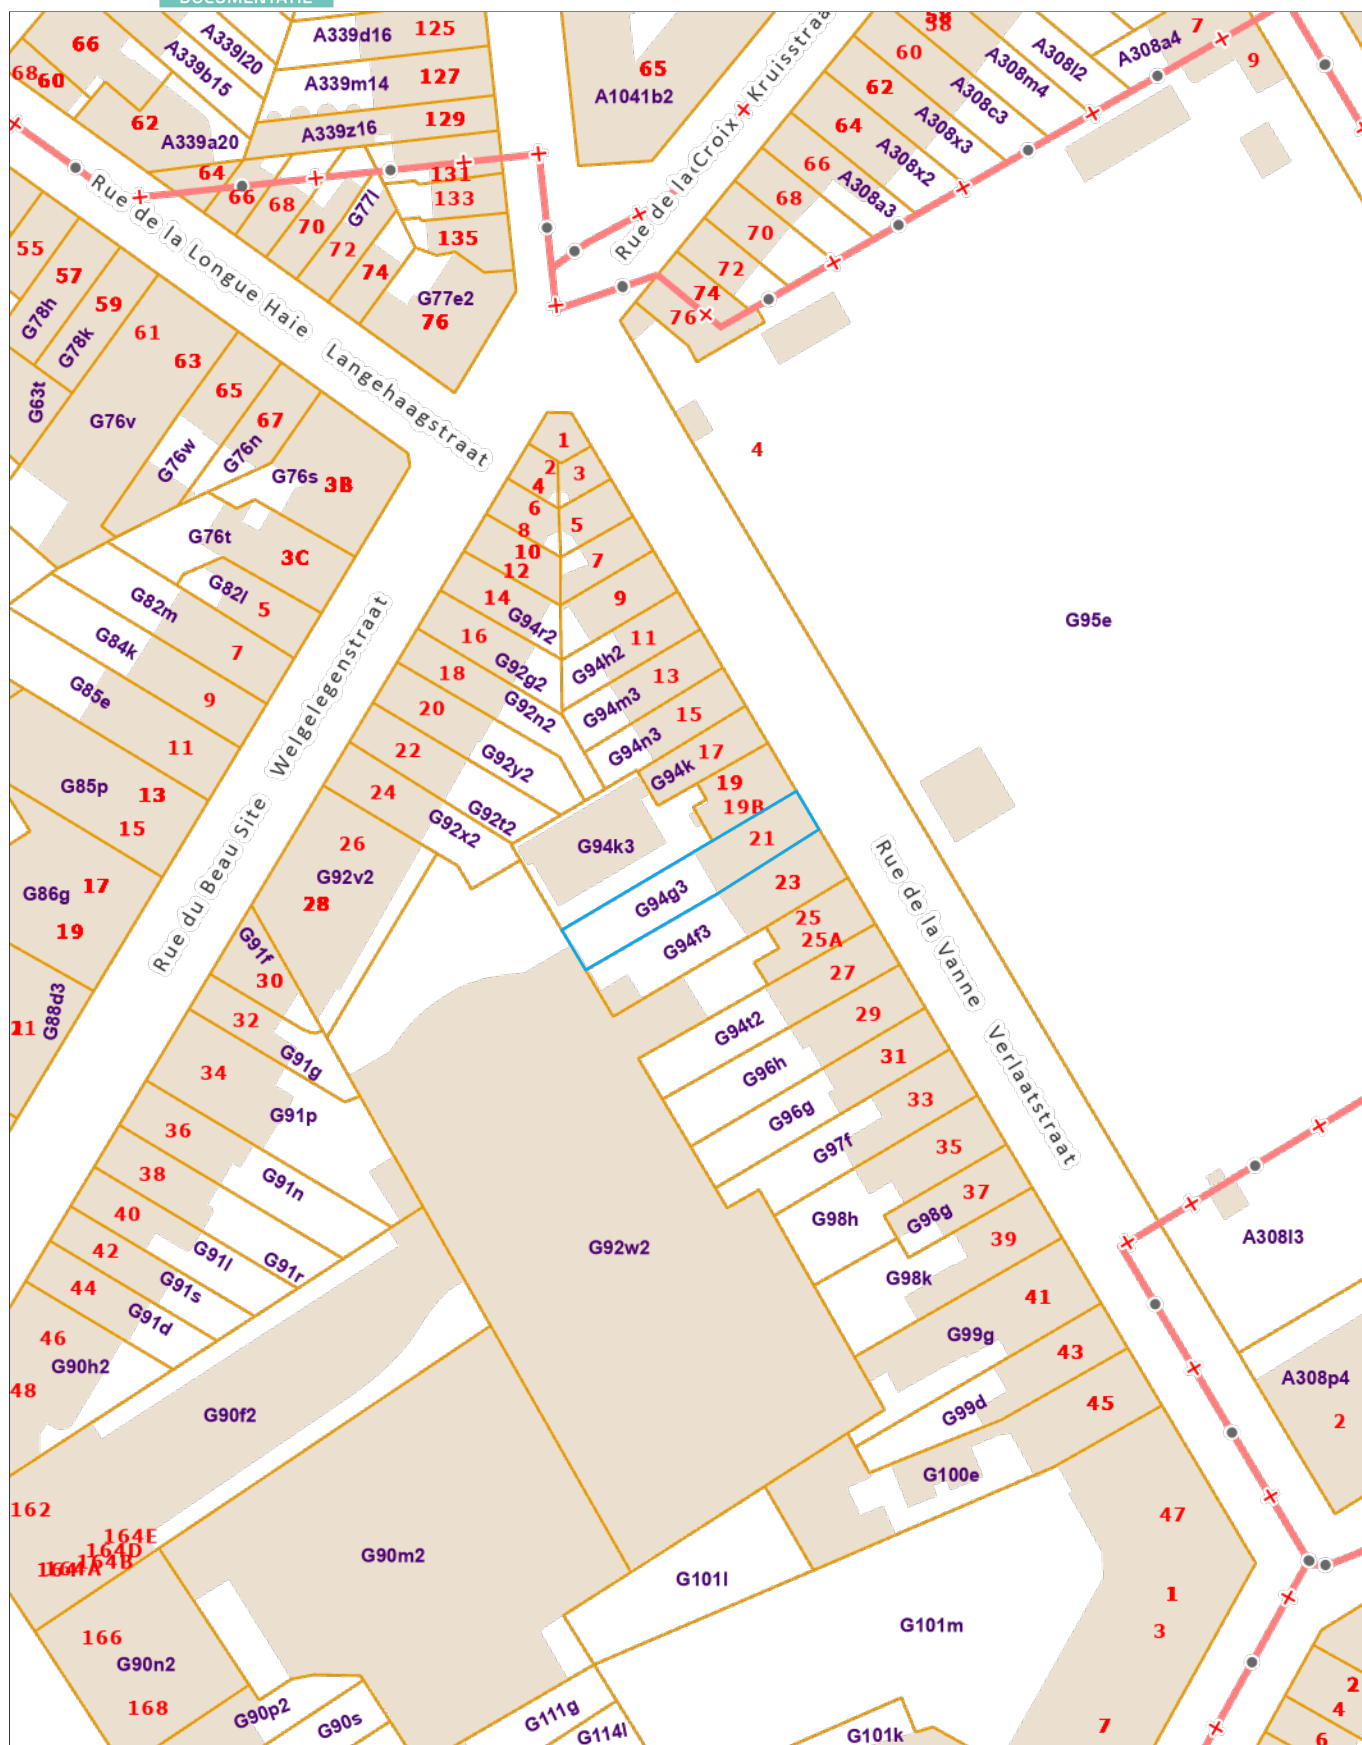 DOCUMENTATIE
66
A339b15
A339l20
A339d16
125
65
A1041b2
Rue de la Croix Kruisstraa
58
60
A308m4
A308l2
A308a4
7
9
68
60
A339m14
127
62
A308c3
62
A339a20
A339z16
129
64
A308x3
64
131
66
A308x2
66
68
G77l
133
68
A308a3
70
72
135
70
72
74
G77e2
76
74
76
Rue de la Longue Haie Langehaagstraat
55
57
59
61
G78h
G78k
63
65
67
G63t
G76v
G76w
G76n
G76s
3B
1
2
3
4
4
G76t
3C
6
5
8
10
7
12
G82l
5
G82m
14
9
G94r2
G95e
G84k
7
16
11
G92g2
G94h2
G85e
9
18
13
G92n2
G94m3
20
15
11
22
G92y2
G94n3
17
G85p
13
24
G94k
19
19B
15
G92x2
G92t2
G94k3
21
26
G92v2
23
G86g
17
28
G94g3
19
G94f3
25
25A
G91f
30
27
Rue du Beau Site Welgelegenstraat
Rue de la Vanne Verlaatstraat
21
G88d3
32
G94t2
29
G91g
31
34
G96h
G91p
33
36
G96g
38
G91n
G97f
35
40
37
42
G91l
G91r
G98h
G98g
39
44
G91s
G92w2
A308l3
G91d
G98k
41
46
G90h2
G99g
43
48
G90f2
G99d
45
A308p4
2
G100e
162
164E
164D
164B
164A
47
G90m2
G101l
1
G101m
3
166
G90n2
168
G90p2
G90s
G111g
G114l
G101k
7
2
4
6